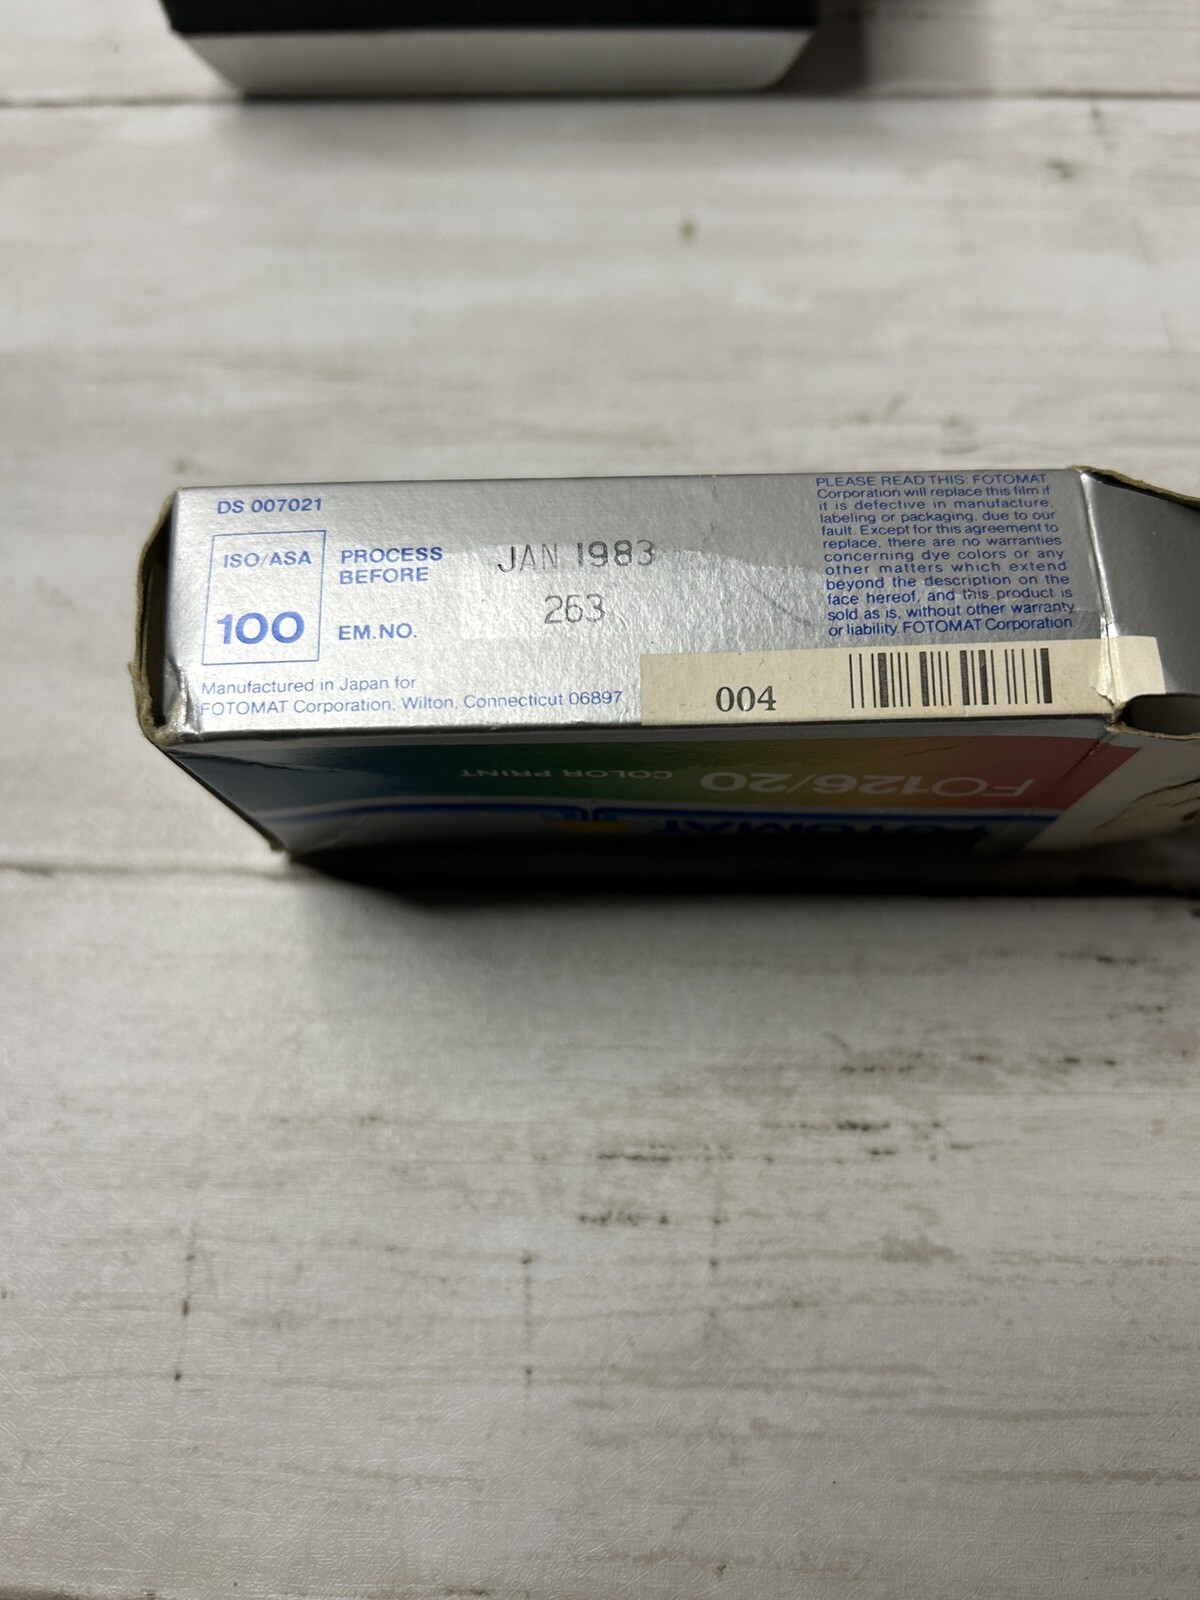 DS 007021
ISO/ASA
100
PROCESS
BEFORE
JAN 1983
EM.NO.
263
Manufactured in Japan for
FOTOMAT Corporation, Wilton, Connecticut 06897
PLEASE READ THIS: FOTOMAT
Corporation will replace this film if
it is defective in manufacture,
labeling or packaging, due to our
fault. Except for this agreement to
replace, there are no warranties
concerning dye colors or any
other matters which extend
beyond the description on the
face hereof, and this product is
sold as is, without other warranty
or liability. FOTOMAT Corporation
004
FO126/20 COLOR PRINT
FOTOMAT